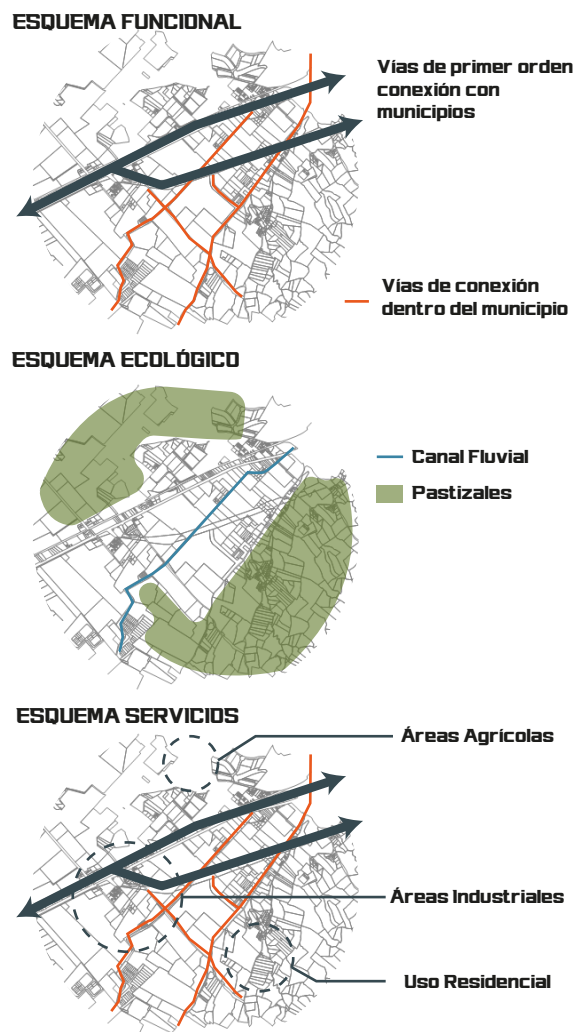 ESQUEMA FUNCIONAL
Vías de primer orden
conexión con
municipios
Vías de conexión
dentro del municipio
ESQUEMA ECOLÓGICO
Canal Fluvial
Pastizales
ESQUEMA SERVICIOS
Áreas Agrícolas
Áreas Industriales
Uso Residencial